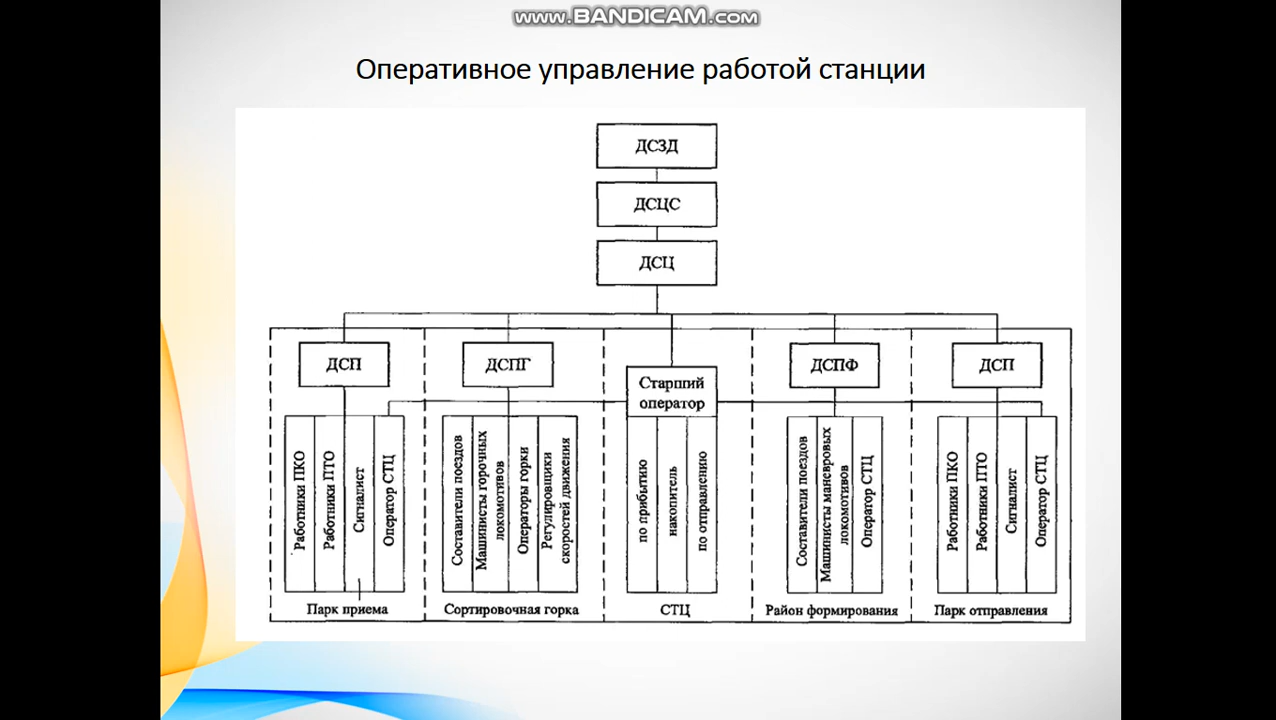 www.BANDICAM.com
Оперативное управление работой станции
ДСЗД
ДСЦС
ДСЦ
ДСП
ДСПГ
Старший
оператор
ДСПФ
ДСП
Работники ПКО
Работники ПТО
Сигналист
Оператор СТЦ
Составители поездов
Машинисты горочных
локомотивов
Операторы горки
Регулировщики
скоростей движения
по прибытию
накопитель
по отправлению
Составители поездов
Машинисты маневровых
локомотивов
Оператор СТЦ
Работники ПКО
Работники ПТО
Сигналист
Оператор СТЦ
Парк приема
Сортировочная горка
СТЦ
Район формирования
Парк отправления